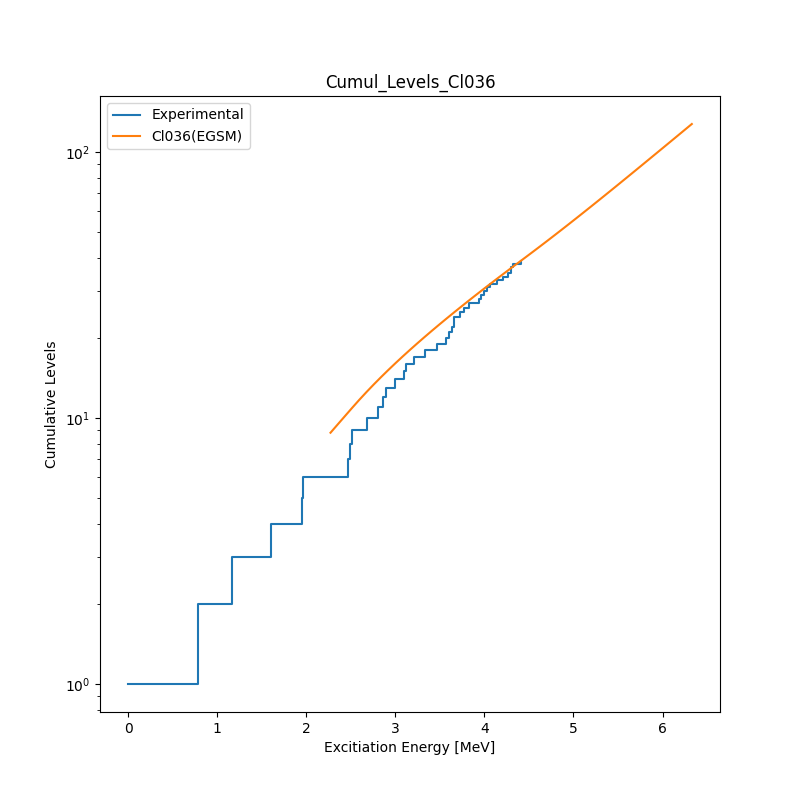 Cumul_Levels_Cl036
Experimental
Cl036(EGSM)
Cumulative Levels
10²
10¹
10⁰
0 1 2 3 4 5 6
Excitiation Energy [MeV]